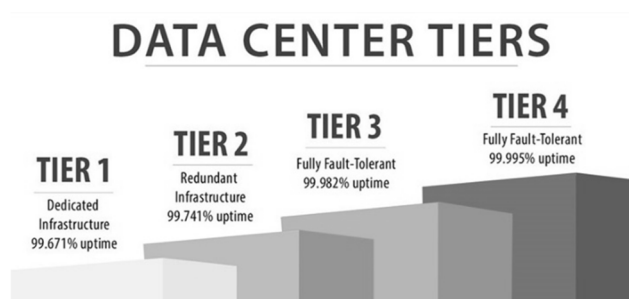 DATA CENTER TIERS
TIER 1
Dedicated
Infrastructure
99.671% uptime
TIER 2
Redundant
Infrastructure
99.741% uptime
TIER 3
Fully Fault-Tolerant
99.982% uptime
TIER 4
Fully Fault-Tolerant
99.995% uptime